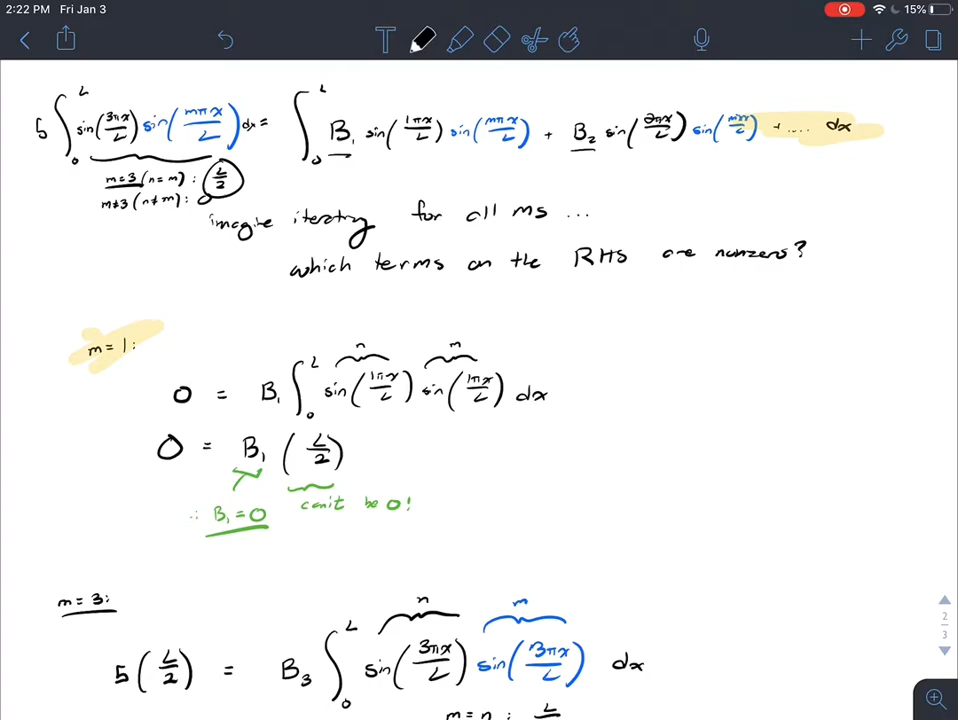 2:22 PM Fri Jan 3 15%
T
5 ∫₀ᴸ sin(3πx/L) sin(mπx/L) dx = ∫₀ᴸ B₁ sin(1πx/L) sin(mπx/L) + B₂ sin(2πx/L) sin(mπx/L) + .... dx
m=3 (n=m): L/2
m≠3 (n≠m): 0
imagine iterating for all ms ...
which terms on the RHS are nonzero?
m = 1:
n m
0 = B₁ ∫₀ᴸ sin(1πx/L) sin(1πx/L) dx
0 = B₁ (L/2)
∴ B₁ = 0 can't be 0!
m = 3:
n m
5 (L/2) = B₃ ∫₀ᴸ sin(3πx/L) sin(3πx/L) dx
m = n : L
2
3